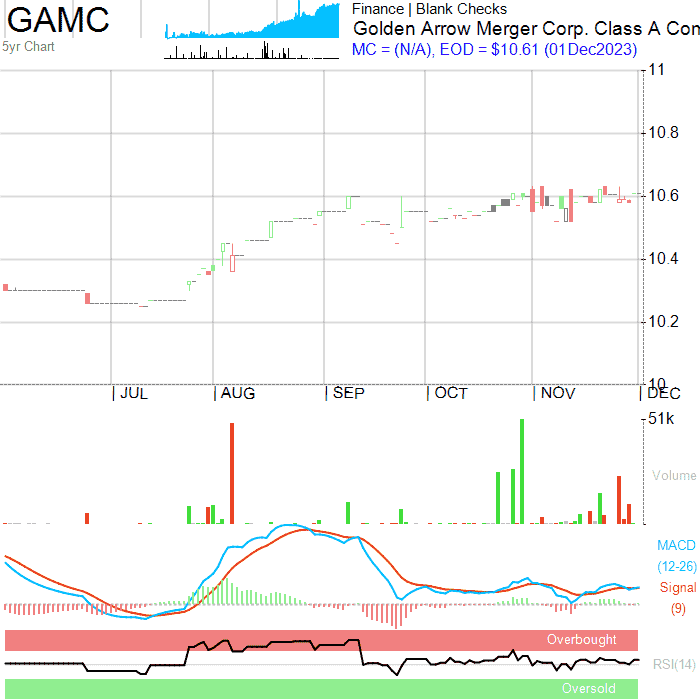 GAMC
5yr Chart
Finance | Blank Checks
Golden Arrow Merger Corp. Class A Con
MC = (N/A), EOD = $10.61 (01Dec2023)
11
10.8
10.6
10.4
10.2
10
| JUL | AUG | SEP | OCT | NOV | DEC
51k
Volume
MACD
(12-26)
Signal
(9)
Overbought
RSI(14)
Oversold